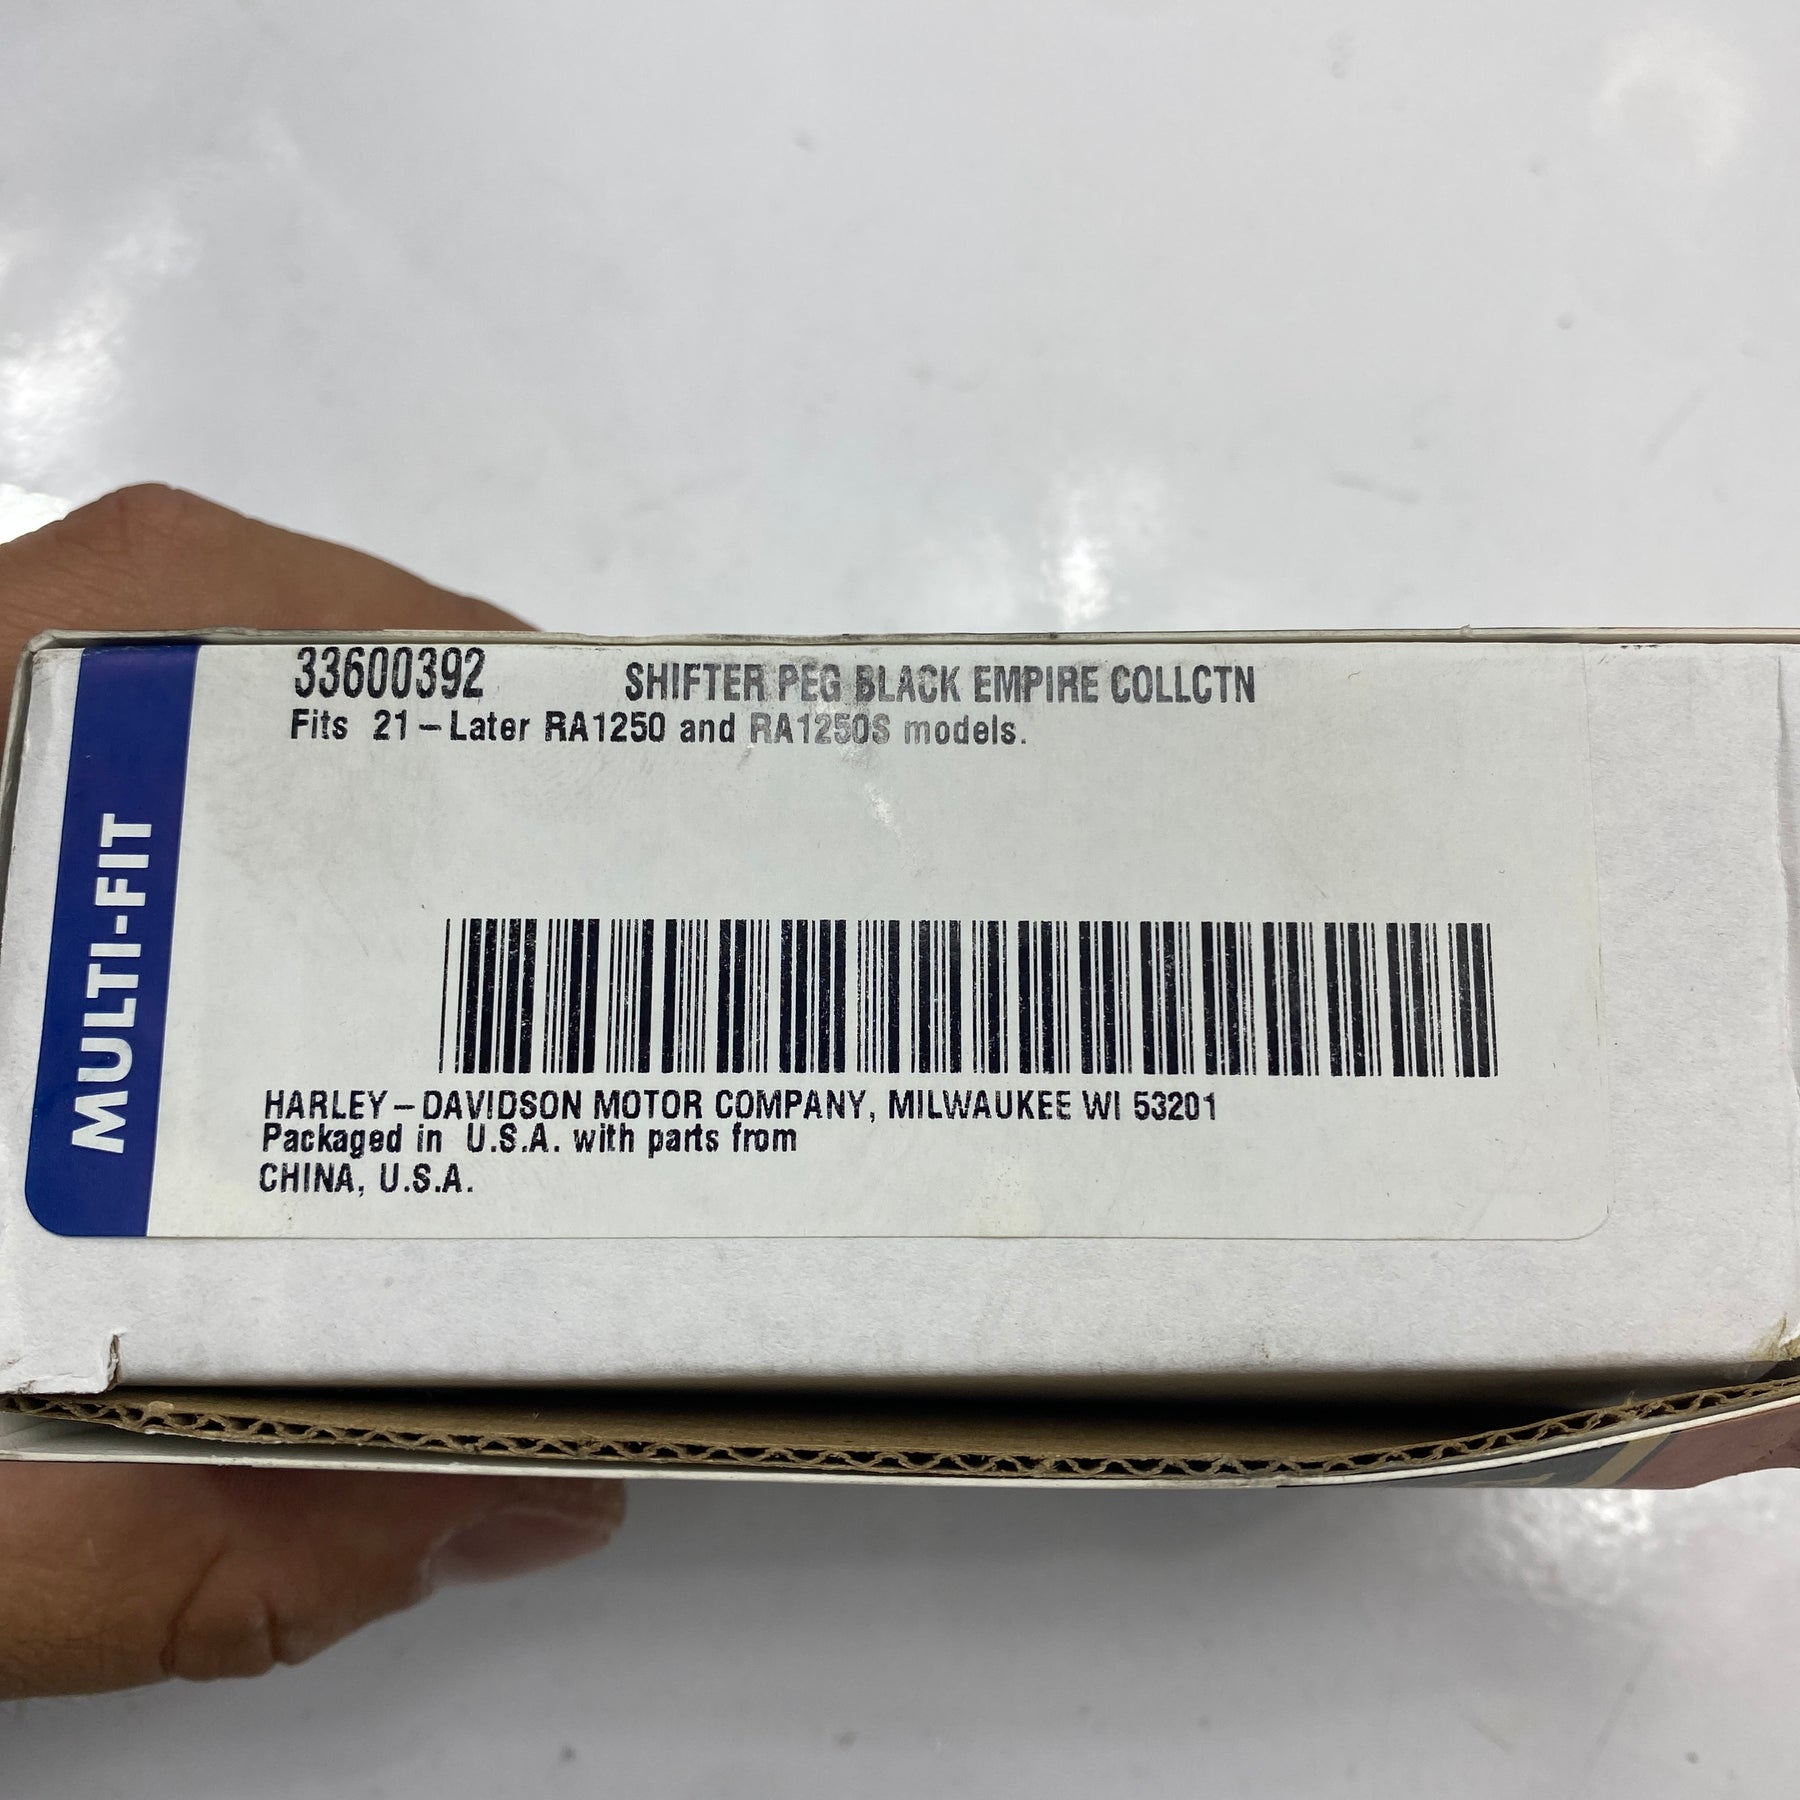 33600392 SHIFTER PEG BLACK EMPIRE COLLCTN
Fits 21-Later RA1250 and RA1250S models.
MULTI-FIT
HARLEY-DAVIDSON MOTOR COMPANY, MILWAUKEE WI 53201
Packaged in U.S.A. with parts from
CHINA, U.S.A.